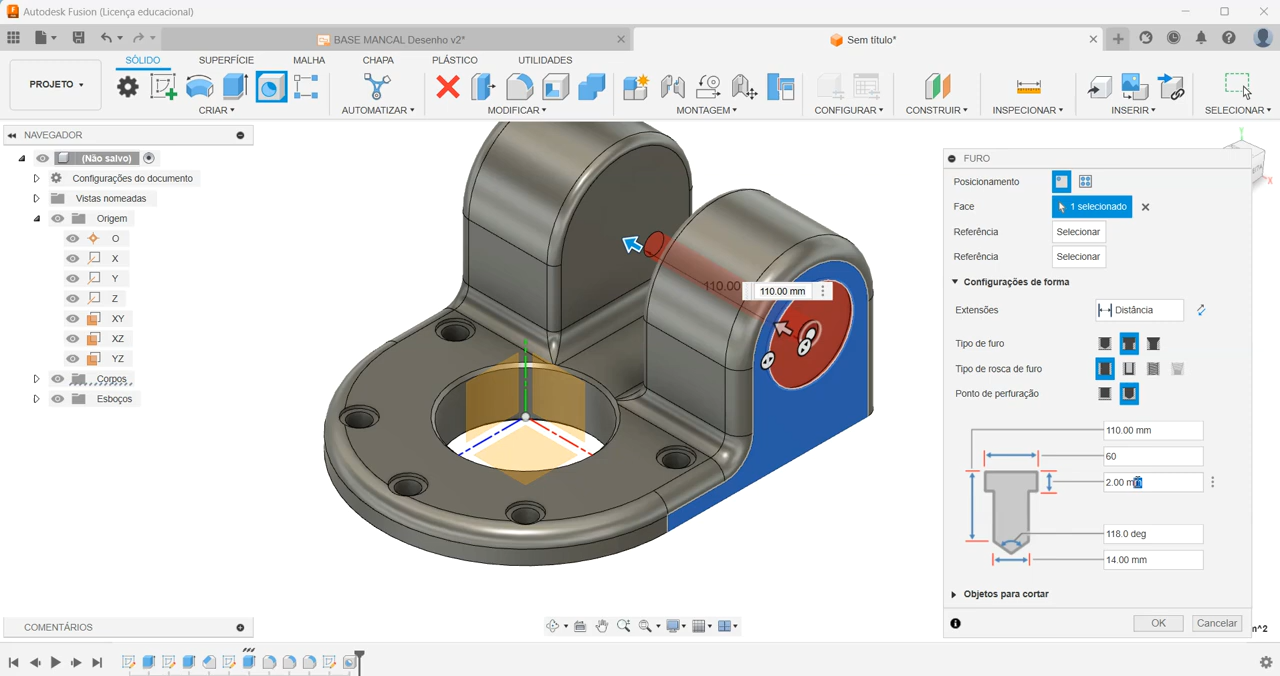 Autodesk Fusion (Licença educacional)
BASE MANCAL Desenho v2*
Sem título*
PROJETO
SÓLIDO
SUPERFÍCIE
MALHA
CHAPA
PLÁSTICO
UTILIDADES
CRIAR
AUTOMATIZAR
MODIFICAR
MONTAGEM
CONFIGURAR
CONSTRUIR
INSPECIONAR
INSERIR
SELECIONAR
NAVEGADOR
(Não salvo)
Configurações do documento
Vistas nomeadas
Origem
O
X
Y
Z
XY
XZ
YZ
Corpos
Esboços
110.00
110.00 mm
FURO
Posicionamento
Face
1 selecionado
Referência
Selecionar
Referência
Selecionar
Configurações de forma
Extensões
Distância
Tipo de furo
Tipo de rosca de furo
Ponto de perfuração
110.00 mm
60
2.00 mm
118.0 deg
14.00 mm
Objetos para cortar
OK
Cancelar
COMENTÁRIOS